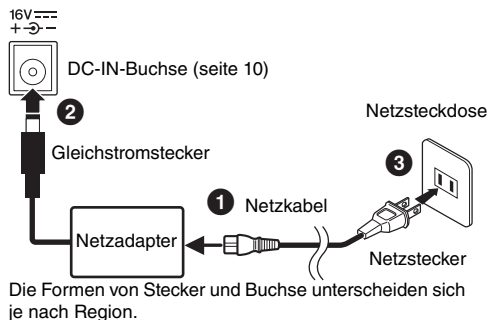 16V
DC-IN-Buchse (seite 10)
2
Netzsteckdose
Gleichstromstecker
3
1
Netzkabel
Netzadapter
Netzstecker
Die Formen von Stecker und Buchse unterscheiden sich
je nach Region.